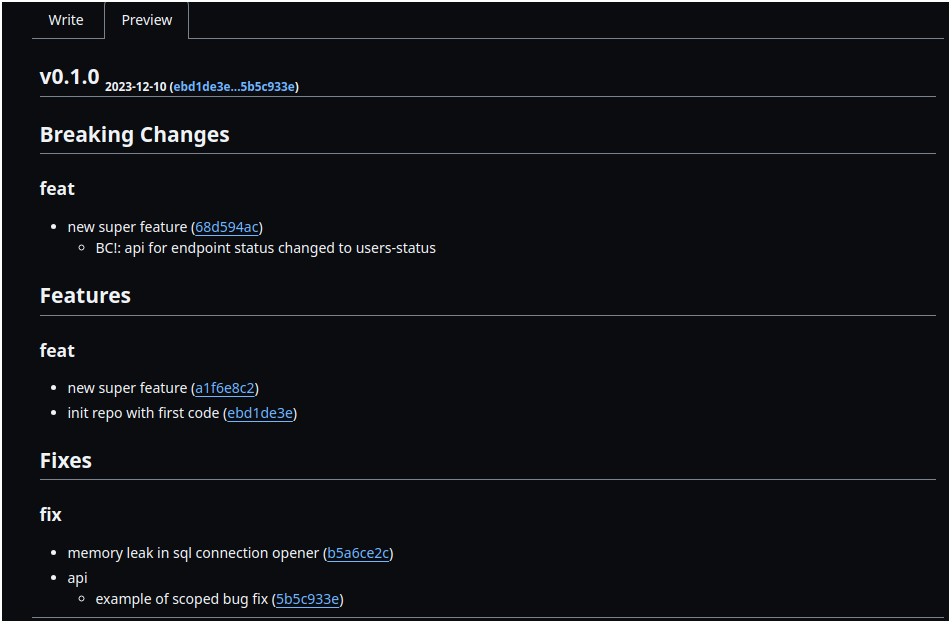 Write Preview
v0.1.0 2023-12-10 (ebd1de3e...5b5c933e)
Breaking Changes
feat
new super feature (68d594ac)
BC!: api for endpoint status changed to users-status
Features
feat
new super feature (a1f6e8c2)
init repo with first code (ebd1de3e)
Fixes
fix
memory leak in sql connection opener (b5a6ce2c)
api
example of scoped bug fix (5b5c933e)